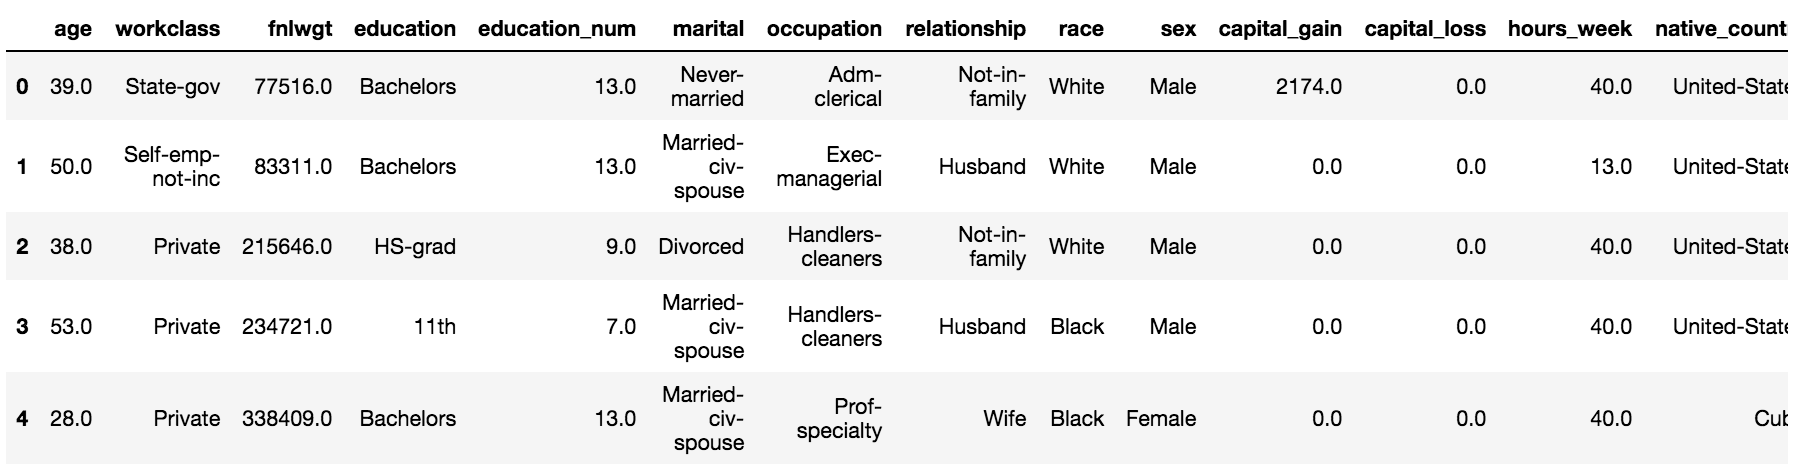 age workclass fnlwgt education education_num marital occupation relationship race sex capital_gain capital_loss hours_week native_count
0 39.0 State-gov 77516.0 Bachelors 13.0 Never-married Adm-clerical Not-in-family White Male 2174.0 0.0 40.0 United-State
1 50.0 Self-emp-not-inc 83311.0 Bachelors 13.0 Married-civ-spouse Exec-managerial Husband White Male 0.0 0.0 13.0 United-State
2 38.0 Private 215646.0 HS-grad 9.0 Divorced Handlers-cleaners Not-in-family White Male 0.0 0.0 40.0 United-State
3 53.0 Private 234721.0 11th 7.0 Married-civ-spouse Handlers-cleaners Husband Black Male 0.0 0.0 40.0 United-State
4 28.0 Private 338409.0 Bachelors 13.0 Married-civ-spouse Prof-specialty Wife Black Female 0.0 0.0 40.0 Cub